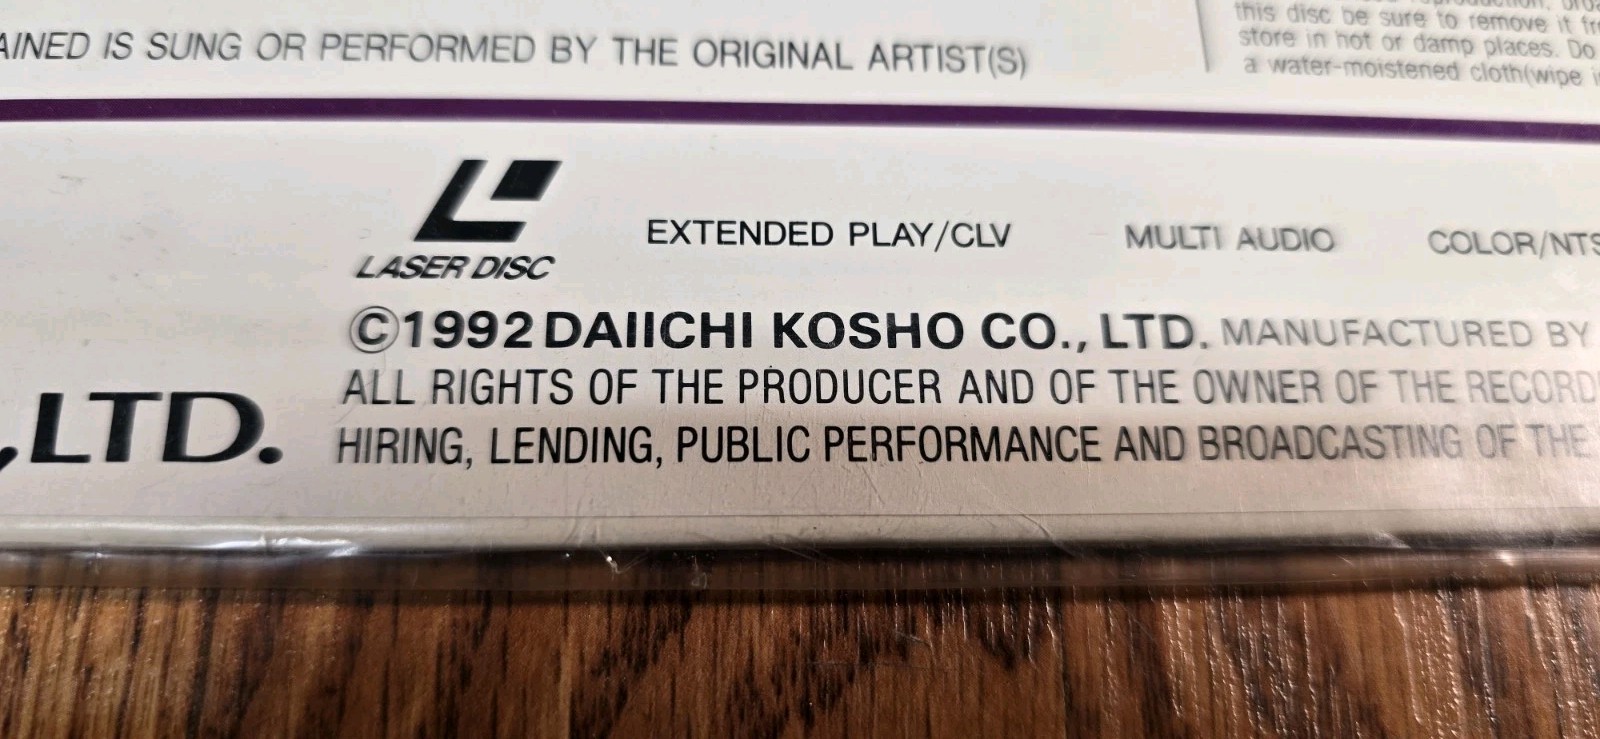 AINED IS SUNG OR PERFORMED BY THE ORIGINAL ARTIST(S)
this disc be sure to remove it
store in hot or damp places. Do
a water-moistened cloth(wipe
LASER DISC
EXTENDED PLAY/CLV MULTI AUDIO COLOR/NTS
©1992 DAIICHI KOSHO CO., LTD. MANUFACTURED BY
,LTD.
ALL RIGHTS OF THE PRODUCER AND OF THE OWNER OF THE RECORD
HIRING, LENDING, PUBLIC PERFORMANCE AND BROADCASTING OF THE